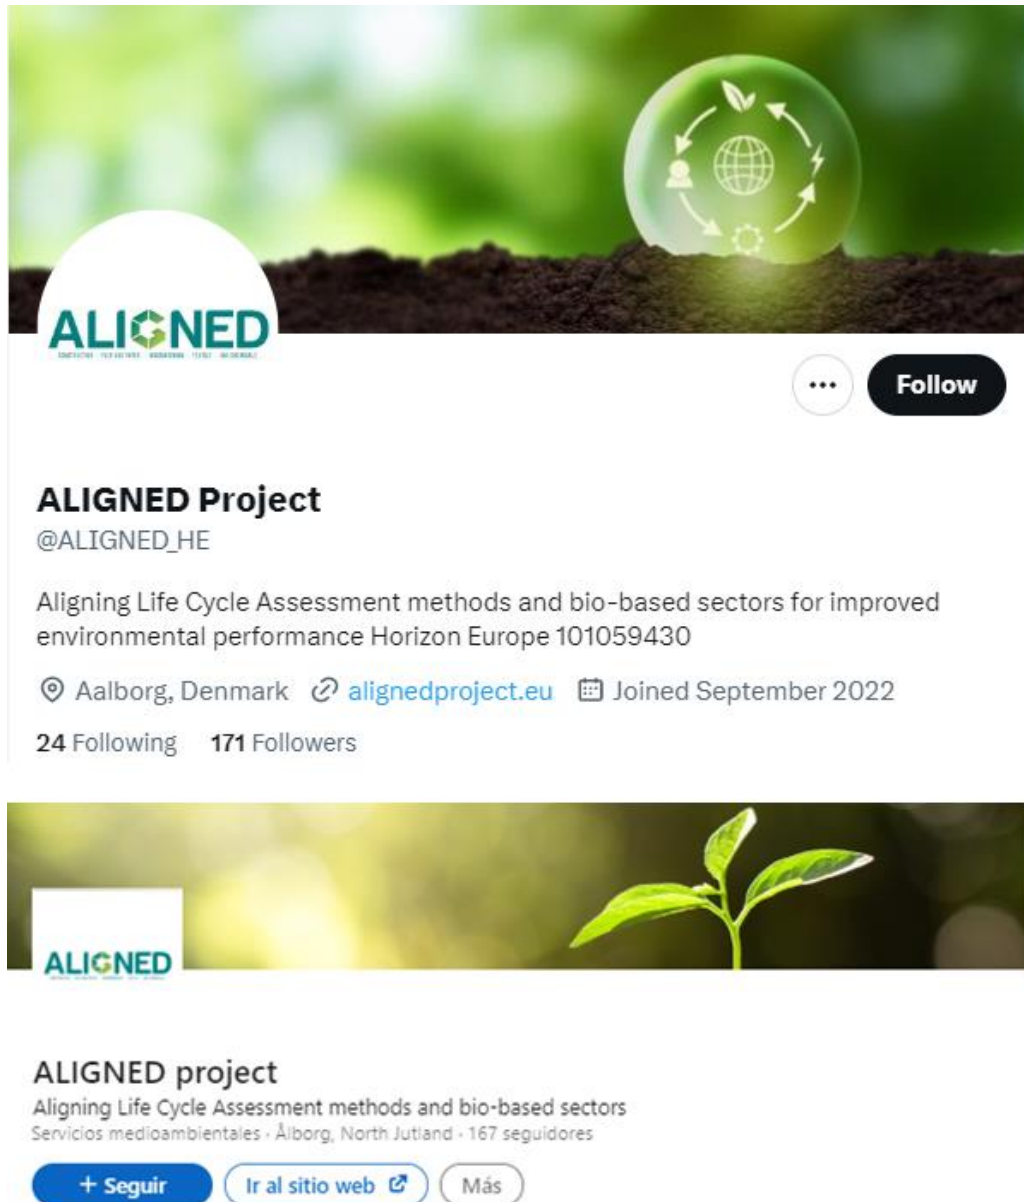 ALIGNED
Follow
ALIGNED Project
@ALIGNED_HE
Aligning Life Cycle Assessment methods and bio-based sectors for improved
environmental performance Horizon Europe 101059430
Aalborg, Denmark alignedproject.eu Joined September 2022
24 Following 171 Followers
ALIGNED
ALIGNED project
Aligning Life Cycle Assessment methods and bio-based sectors
Servicios medioambientales · Ålborg, North Jutland · 167 seguidores
+ Seguir Ir al sitio web Más